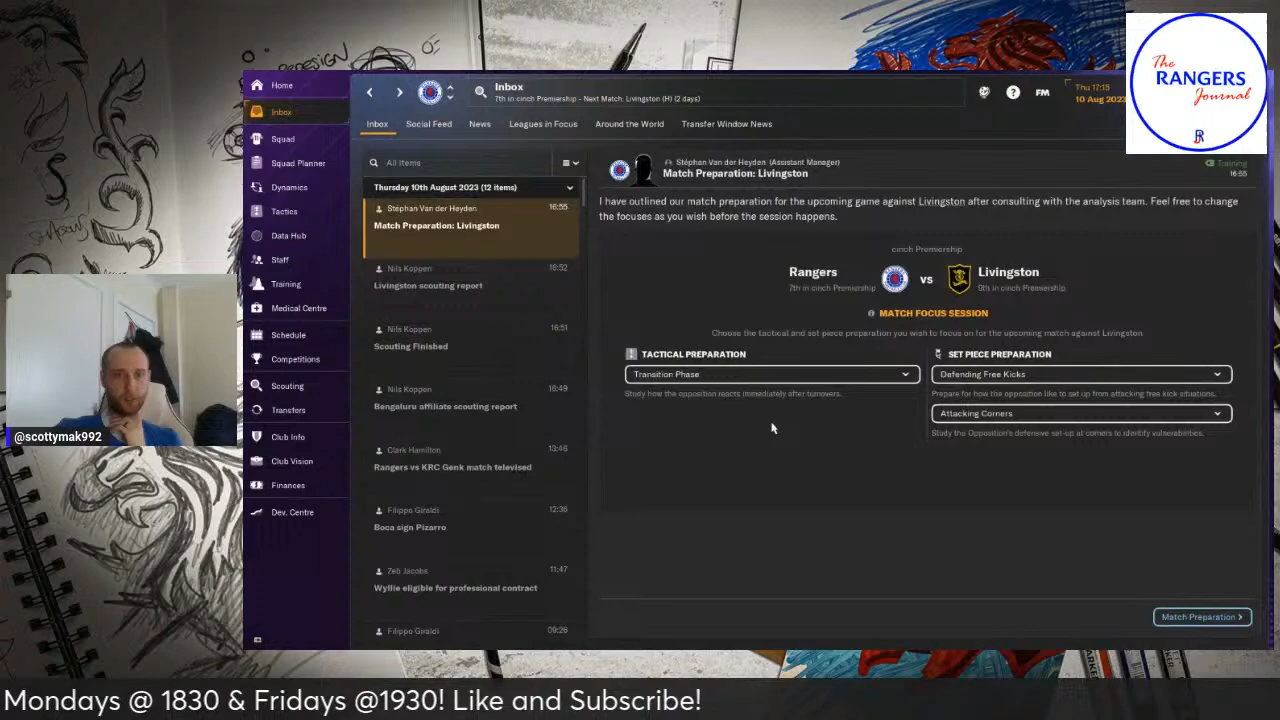 Home
Inbox
Squad
Squad Planner
Dynamics
Tactics
Data Hub
Staff
Training
Medical Centre
Schedule
Competitions
Scouting
Transfers
Club Info
Club Vision
Finances
Dev. Centre
Inbox
7th in cinch Premiership - Next Match: Livingston (H) (2 days)
FM
Thu 17:15
10 Aug 2023
Inbox
Social Feed
News
Leagues in Focus
Around the World
Transfer Window News
All Items
Thursday 10th August 2023 (12 items)
Stéphan Van der Heyden 16:55
Match Preparation: Livingston
Nils Koppen 16:52
Livingston scouting report
Nils Koppen 16:51
Scouting Finished
Nils Koppen 16:49
Bengaluru affiliate scouting report
Clark Hamilton 13:46
Rangers vs KRC Genk match televised
Filippo Giraldi 12:36
Boca sign Pizarro
Zeb Jacobs 11:47
Wyllie eligible for professional contract
Filippo Giraldi 09:26
Stéphan Van der Heyden (Assistant Manager)
Match Preparation: Livingston
Training
16:55
I have outlined our match preparation for the upcoming game against Livingston after consulting with the analysis team. Feel free to change
the focuses as you wish before the session happens.
cinch Premiership
Rangers
7th in cinch Premiership
vs
Livingston
9th in cinch Premiership
MATCH FOCUS SESSION
Choose the tactical and set piece preparation you wish to focus on for the upcoming match against Livingston
TACTICAL PREPARATION
Transition Phase
Study how the opposition reacts immediately after turnovers.
SET PIECE PREPARATION
Defending Free Kicks
Prepare for how the opposition like to set up from attacking free kick situations.
Attacking Corners
Study the Opposition's defensive set-up at corners to identify vulnerabilities.
Match Preparation
The
RANGERS
Journal
@scottymak992
Mondays @ 1830 & Fridays @1930! Like and Subscribe!